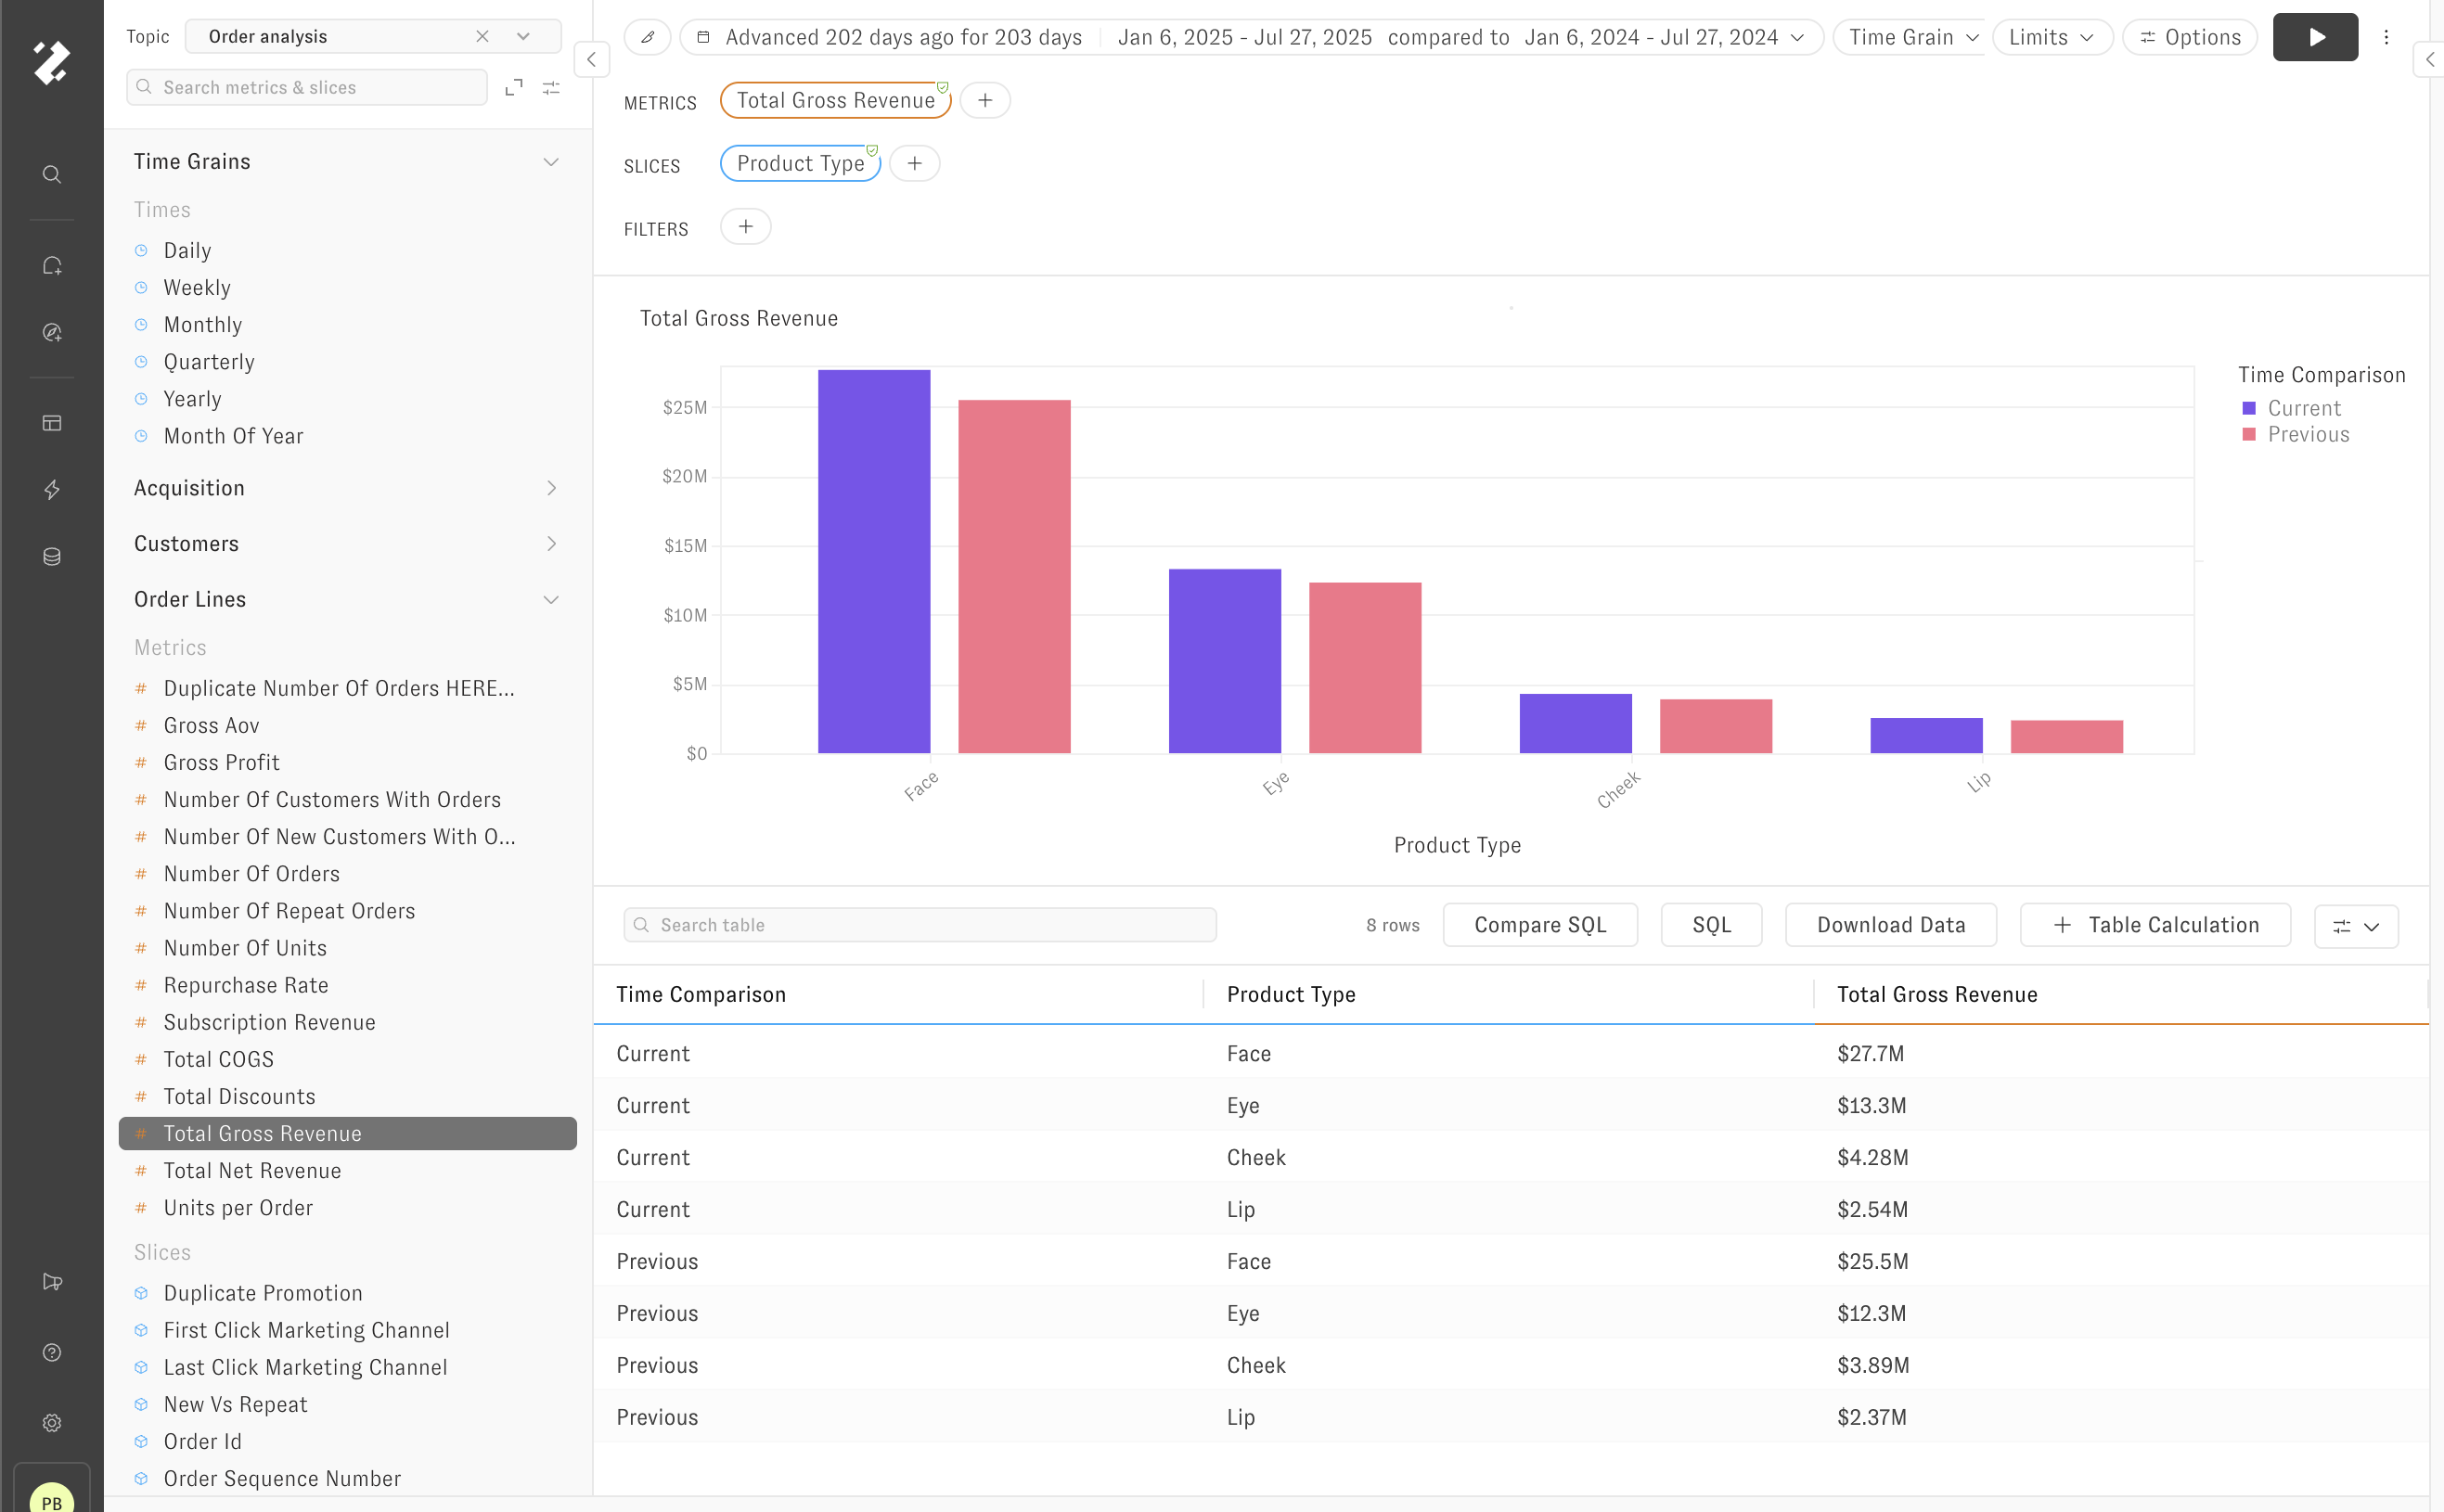 Topic Order analysis
Search metrics & slices
Time Grains
Times
Daily
Weekly
Monthly
Quarterly
Yearly
Month Of Year
Acquisition
Customers
Order Lines
Metrics
# Duplicate Number Of Orders HERE...
# Gross Aov
# Gross Profit
# Number Of Customers With Orders
# Number Of New Customers With O...
# Number Of Orders
# Number Of Repeat Orders
# Number Of Units
# Repurchase Rate
# Subscription Revenue
# Total COGS
# Total Discounts
# Total Gross Revenue
# Total Net Revenue
# Units per Order
Slices
Duplicate Promotion
First Click Marketing Channel
Last Click Marketing Channel
New Vs Repeat
Order Id
Order Sequence Number
PB
Advanced 202 days ago for 203 days Jan 6, 2025 - Jul 27, 2025 compared to Jan 6, 2024 - Jul 27, 2024 Time Grain Limits Options
METRICS Total Gross Revenue +
SLICES Product Type +
FILTERS +
Total Gross Revenue
$25M
$20M
$15M
$10M
$5M
$0
Face Eye Cheek Lip
Product Type
Time Comparison
Current
Previous
Search table 8 rows Compare SQL SQL Download Data + Table Calculation
Time Comparison Product Type Total Gross Revenue
Current Face $27.7M
Current Eye $13.3M
Current Cheek $4.28M
Current Lip $2.54M
Previous Face $25.5M
Previous Eye $12.3M
Previous Cheek $3.89M
Previous Lip $2.37M